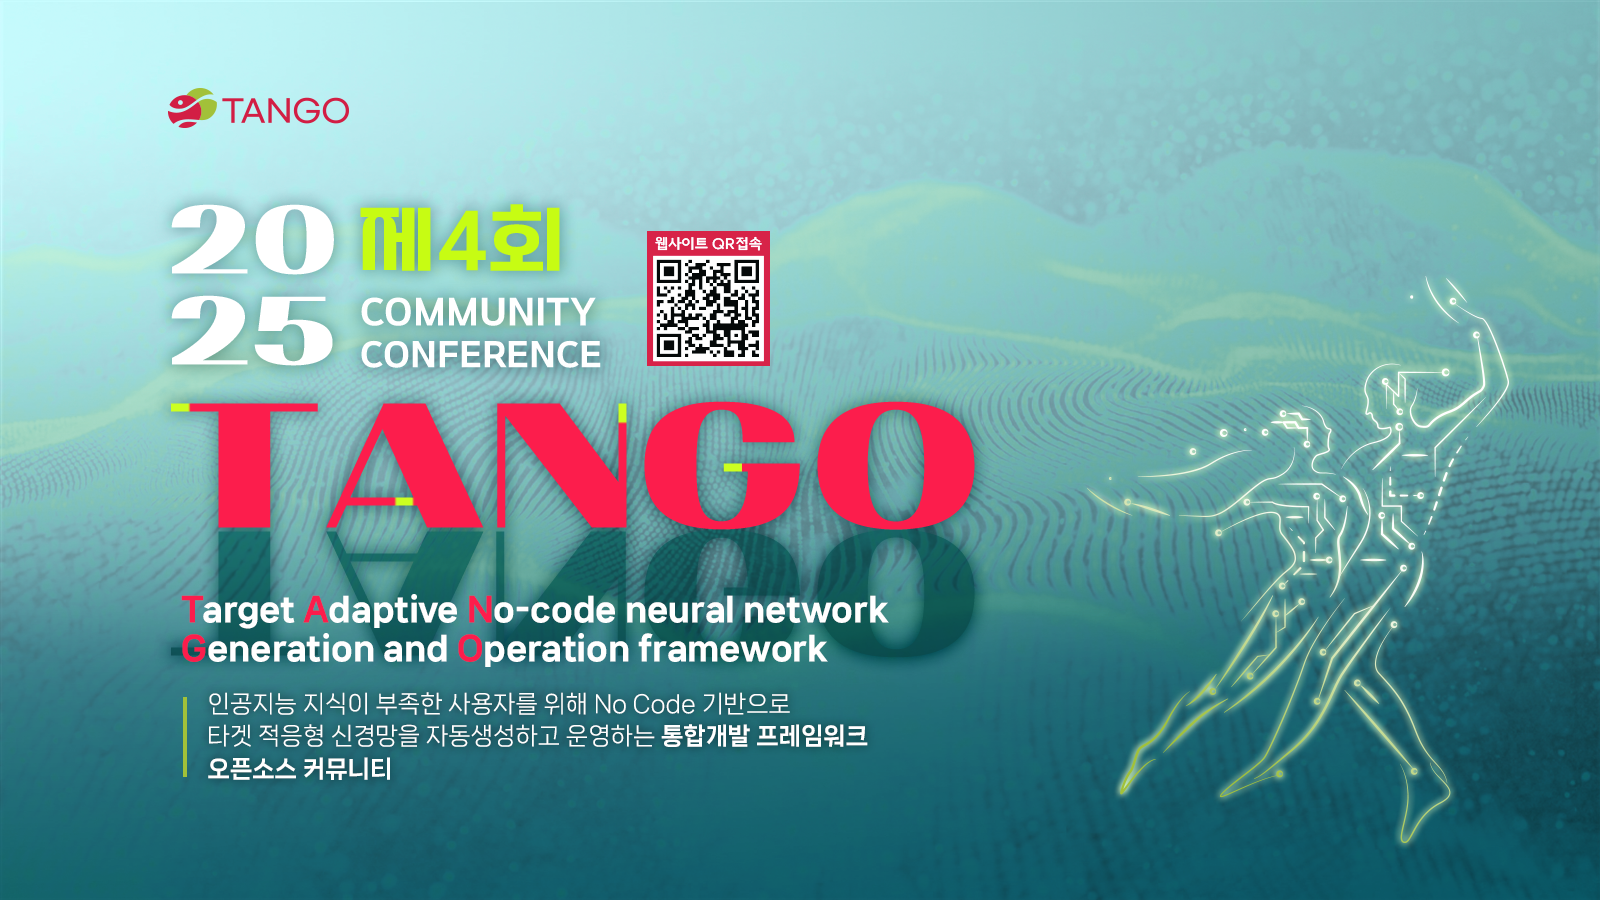 TANGO
20
25
제4회
COMMUNITY
CONFERENCE
웹사이트 QR접속
TANGO
Target Adaptive No-code neural network
Generation and Operation framework
인공지능 지식이 부족한 사용자를 위해 No Code 기반으로
타겟 적응형 신경망을 자동생성하고 운영하는 통합개발 프레임워크
오픈소스 커뮤니티